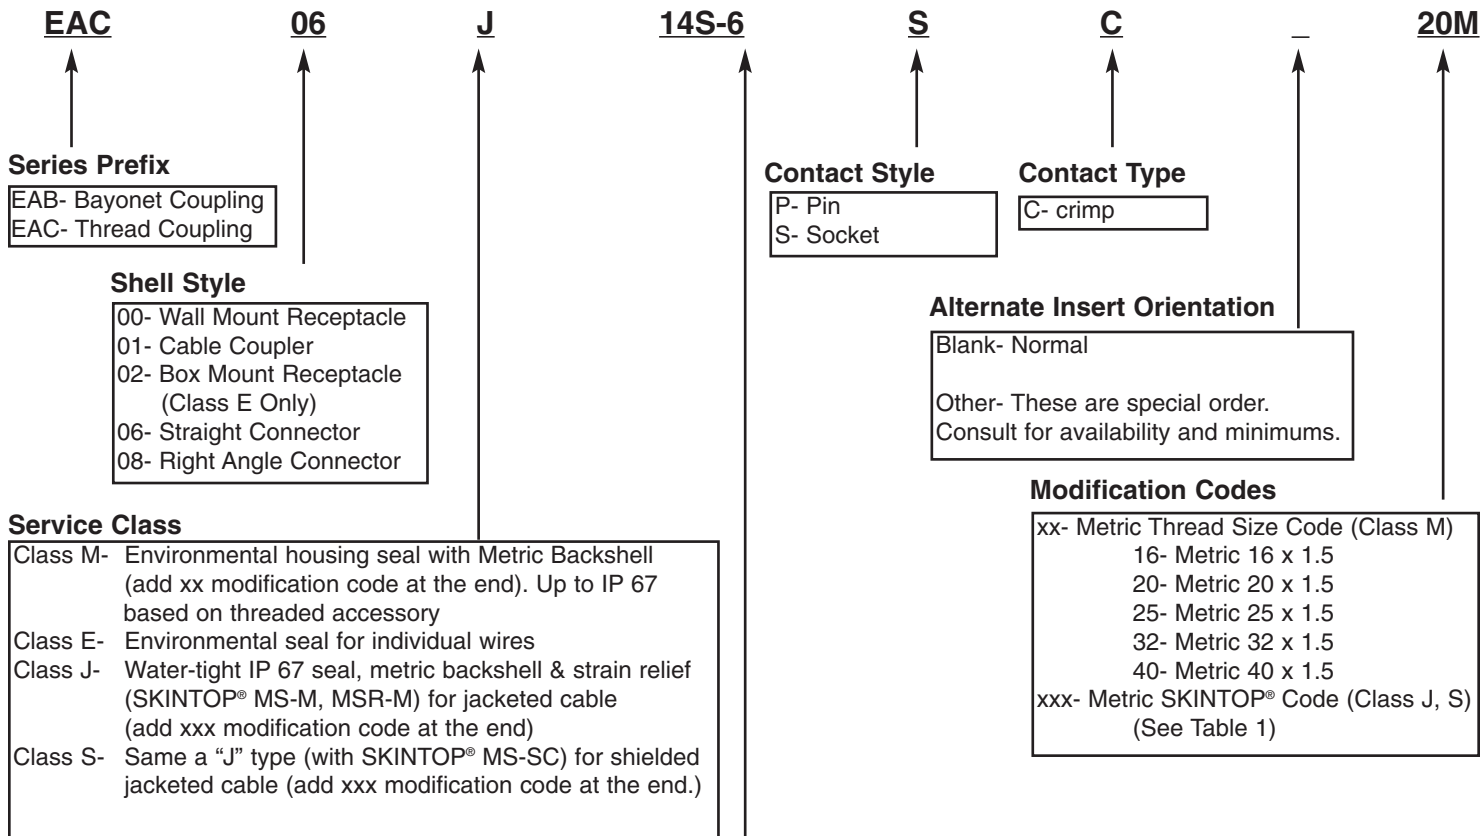 EAC 06 J 14S-6 S C _ 20M
Series Prefix
EAB- Bayonet Coupling
EAC- Thread Coupling
Contact Style
P- Pin
S- Socket
Contact Type
C- crimp
Shell Style
00- Wall Mount Receptacle
01- Cable Coupler
02- Box Mount Receptacle
(Class E Only)
06- Straight Connector
08- Right Angle Connector
Alternate Insert Orientation
Blank- Normal
Other- These are special order.
Consult for availability and minimums.
Service Class
Class M- Environmental housing seal with Metric Backshell
(add xx modification code at the end). Up to IP 67
based on threaded accessory
Class E- Environmental seal for individual wires
Class J- Water-tight IP 67 seal, metric backshell & strain relief
(SKINTOP® MS-M, MSR-M) for jacketed cable
(add xxx modification code at the end)
Class S- Same a “J” type (with SKINTOP® MS-SC) for shielded
jacketed cable (add xxx modification code at the end.)
Modification Codes
xx- Metric Thread Size Code (Class M)
16- Metric 16 x 1.5
20- Metric 20 x 1.5
25- Metric 25 x 1.5
32- Metric 32 x 1.5
40- Metric 40 x 1.5
xxx- Metric SKINTOP® Code (Class J, S)
(See Table 1)